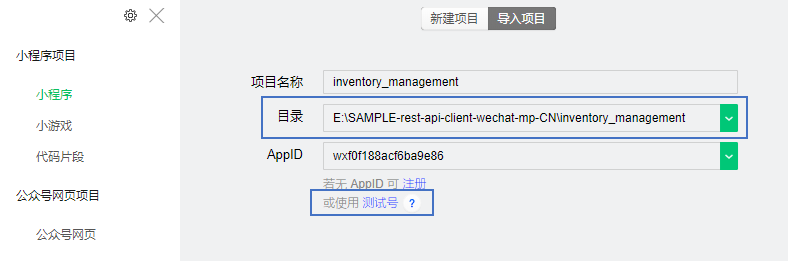 新建项目 导入项目
小程序项目
项目名称 inventory_management
小程序
目录 E:\SAMPLE-rest-api-client-wechat-mp-CN\inventory_management
小游戏
代码片段
AppID wxf0f188acf6ba9e86
若无 AppID 可 注册
公众号网页项目
或使用 测试号 ?
公众号网页